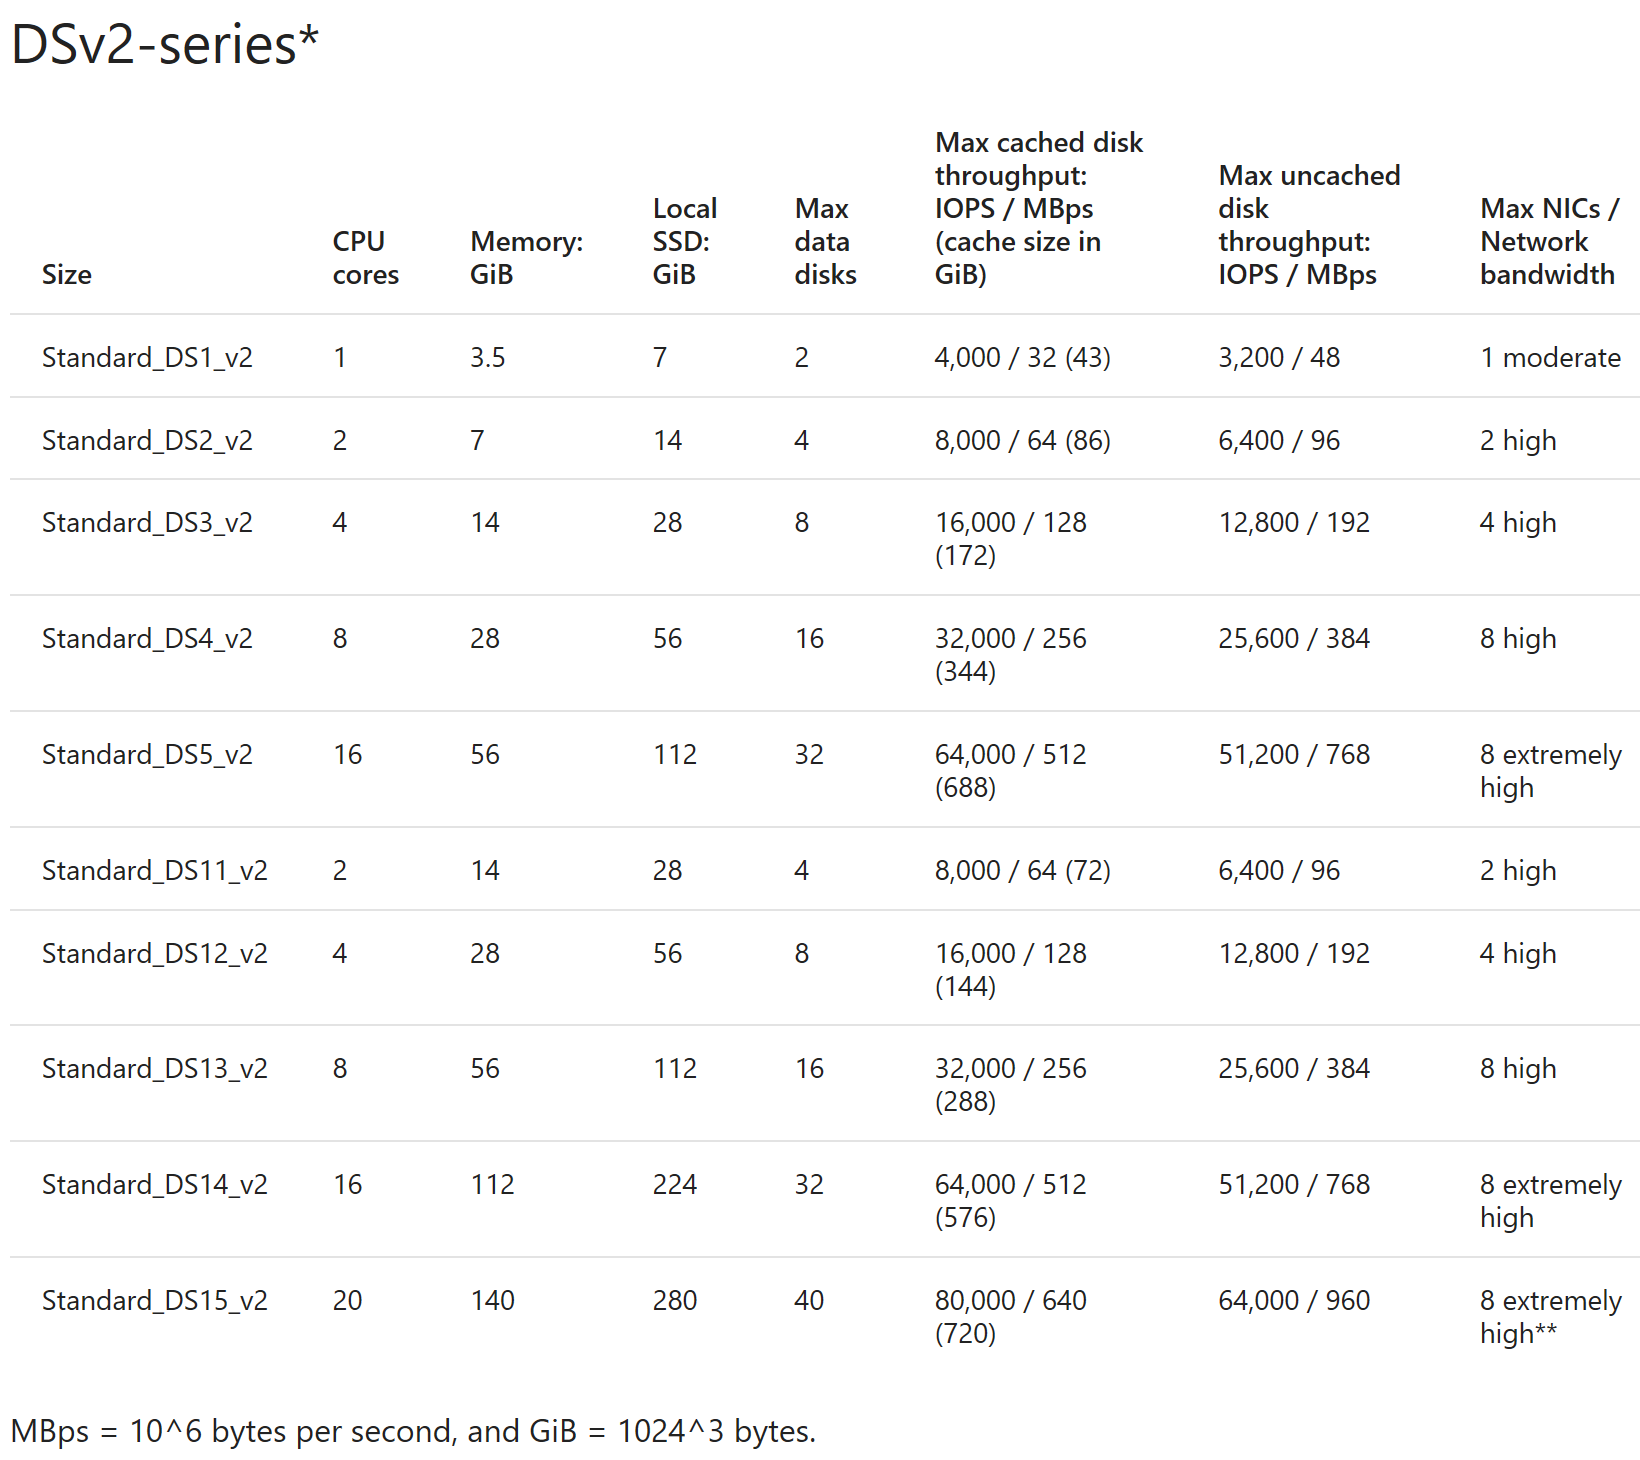 DSv2-series*
Size CPU cores Memory: GiB Local SSD: GiB Max data disks Max cached disk throughput: IOPS / MBps (cache size in GiB) Max uncached disk throughput: IOPS / MBps Max NICs / Network bandwidth
Standard_DS1_v2 1 3.5 7 2 4,000 / 32 (43) 3,200 / 48 1 moderate
Standard_DS2_v2 2 7 14 4 8,000 / 64 (86) 6,400 / 96 2 high
Standard_DS3_v2 4 14 28 8 16,000 / 128 (172) 12,800 / 192 4 high
Standard_DS4_v2 8 28 56 16 32,000 / 256 (344) 25,600 / 384 8 high
Standard_DS5_v2 16 56 112 32 64,000 / 512 (688) 51,200 / 768 8 extremely high
Standard_DS11_v2 2 14 28 4 8,000 / 64 (72) 6,400 / 96 2 high
Standard_DS12_v2 4 28 56 8 16,000 / 128 (144) 12,800 / 192 4 high
Standard_DS13_v2 8 56 112 16 32,000 / 256 (288) 25,600 / 384 8 high
Standard_DS14_v2 16 112 224 32 64,000 / 512 (576) 51,200 / 768 8 extremely high
Standard_DS15_v2 20 140 280 40 80,000 / 640 (720) 64,000 / 960 8 extremely high**
MBps = 10^6 bytes per second, and GiB = 1024^3 bytes.